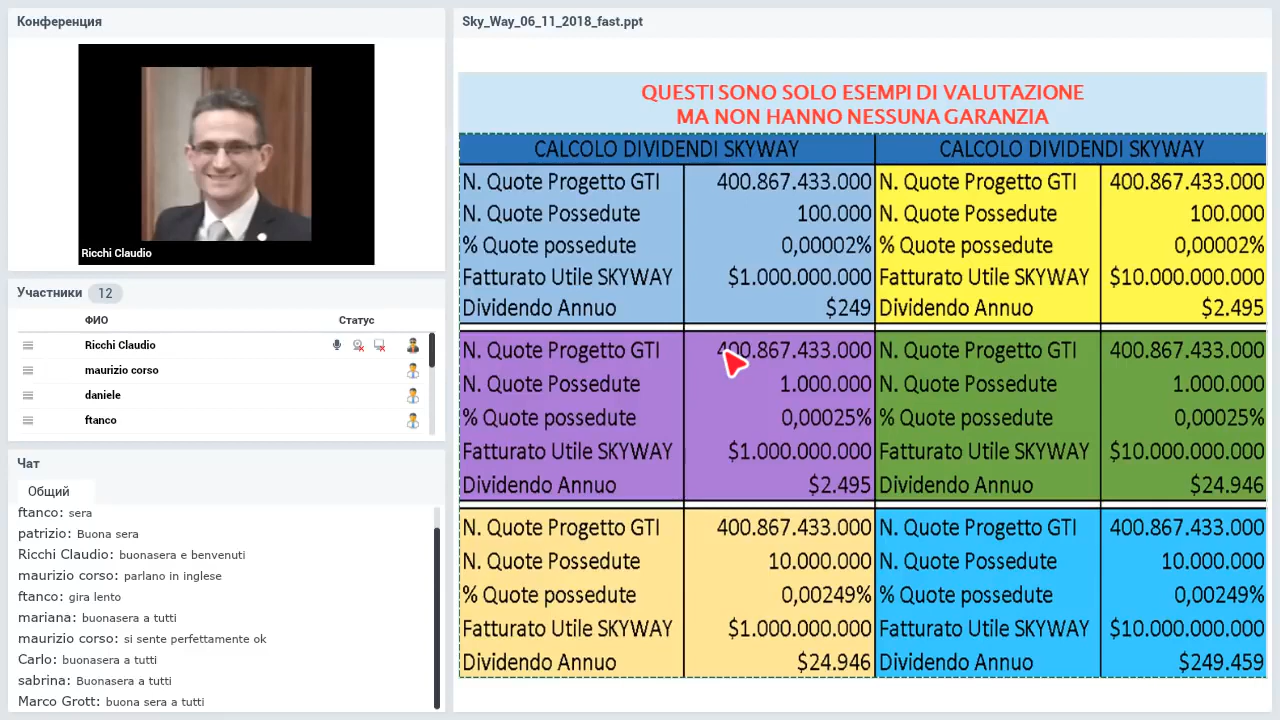 Конференция
Ricchi Claudio
Участники 12
ФИО Статус
Ricchi Claudio
maurizio corso
daniele
ftanco
Чат
Общий
ftanco: sera
patrizio: Buona sera
Ricchi Claudio: buonasera e benvenuti
maurizio corso: parlano in inglese
ftanco: gira lento
mariana: buonasera a tutti
maurizio corso: si sente perfettamente ok
Carlo: buonasera a tutti
sabrina: Buonasera a tutti
Marco Grott: buona sera a tutti
Sky_Way_06_11_2018_fast.ppt
QUESTI SONO SOLO ESEMPI DI VALUTAZIONE
MA NON HANNO NESSUNA GARANZIA
CALCOLO DIVIDENDI SKYWAY CALCOLO DIVIDENDI SKYWAY
N. Quote Progetto GTI 400.867.433.000 N. Quote Progetto GTI 400.867.433.000
N. Quote Possedute 100.000 N. Quote Possedute 100.000
% Quote possedute 0,00002% % Quote possedute 0,00002%
Fatturato Utile SKYWAY $1.000.000.000 Fatturato Utile SKYWAY $10.000.000.000
Dividendo Annuo $249 Dividendo Annuo $2.495
N. Quote Progetto GTI 400.867.433.000 N. Quote Progetto GTI 400.867.433.000
N. Quote Possedute 1.000.000 N. Quote Possedute 1.000.000
% Quote possedute 0,00025% % Quote possedute 0,00025%
Fatturato Utile SKYWAY $1.000.000.000 Fatturato Utile SKYWAY $10.000.000.000
Dividendo Annuo $2.495 Dividendo Annuo $24.946
N. Quote Progetto GTI 400.867.433.000 N. Quote Progetto GTI 400.867.433.000
N. Quote Possedute 10.000.000 N. Quote Possedute 10.000.000
% Quote possedute 0,00249% % Quote possedute 0,00249%
Fatturato Utile SKYWAY $1.000.000.000 Fatturato Utile SKYWAY $10.000.000.000
Dividendo Annuo $24.946 Dividendo Annuo $249.459